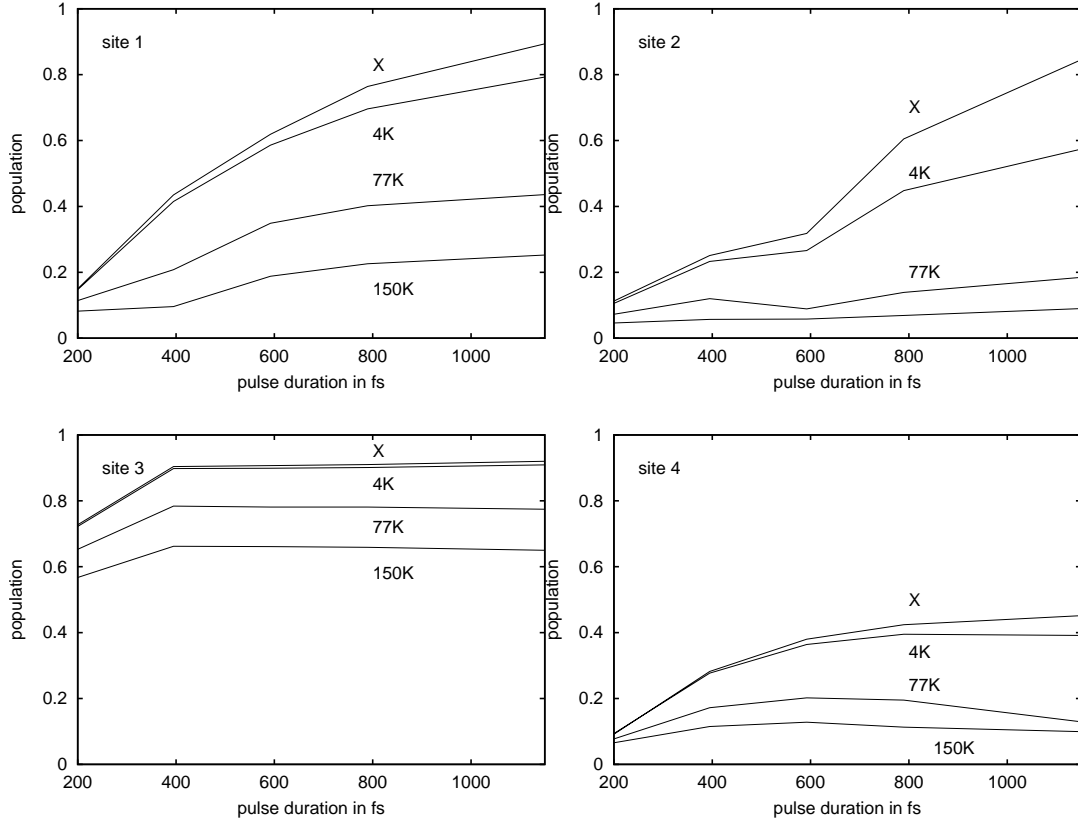 1
site 1
X
0.8
4K
0.6
population
77K
0.4
0.2
150K
0
200 400 600 800 1000
pulse duration in fs
1
site 2
0.8
X
0.6
4K
population
0.4
77K
0.2
0
200 400 600 800 1000
pulse duration in fs
1
X
site 3
4K
0.8
77K
0.6
150K
population
0.4
0.2
0
200 400 600 800 1000
pulse duration in fs
1
site 4
0.8
0.6
population
X
0.4
4K
77K
0.2
150K
0
200 400 600 800 1000
pulse duration in fs